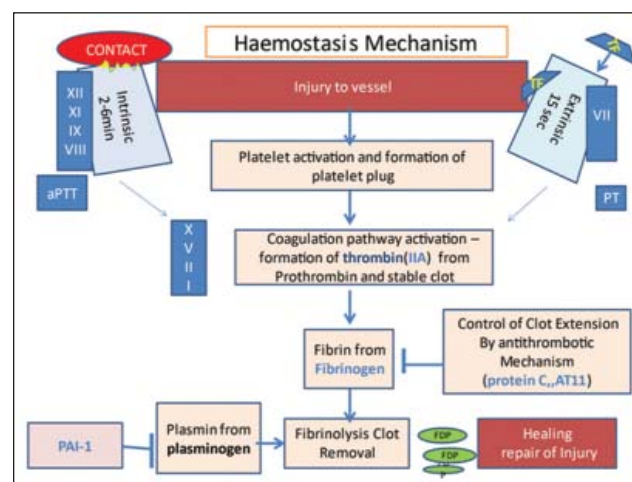 Haemostasis Mechanism
CONTACT
TF
XII
XI
IX
VIII
Intrinsic
2-6min
Injury to vessel
TF
Extrinsic
15 sec
VII
aPTT
PT
Platelet activation and formation of
platelet plug
X
V
II
I
Coagulation pathway activation –
formation of thrombin(IIA) from
Prothrombin and stable clot
Fibrin from
Fibrinogen
Control of Clot Extension
By antithrombotic
Mechanism
(protein C,,AT11)
PAI-1
Plasmin from
plasminogen
Fibrinolysis Clot
Removal
FDP
FDP
P
Healing
repair of Injury